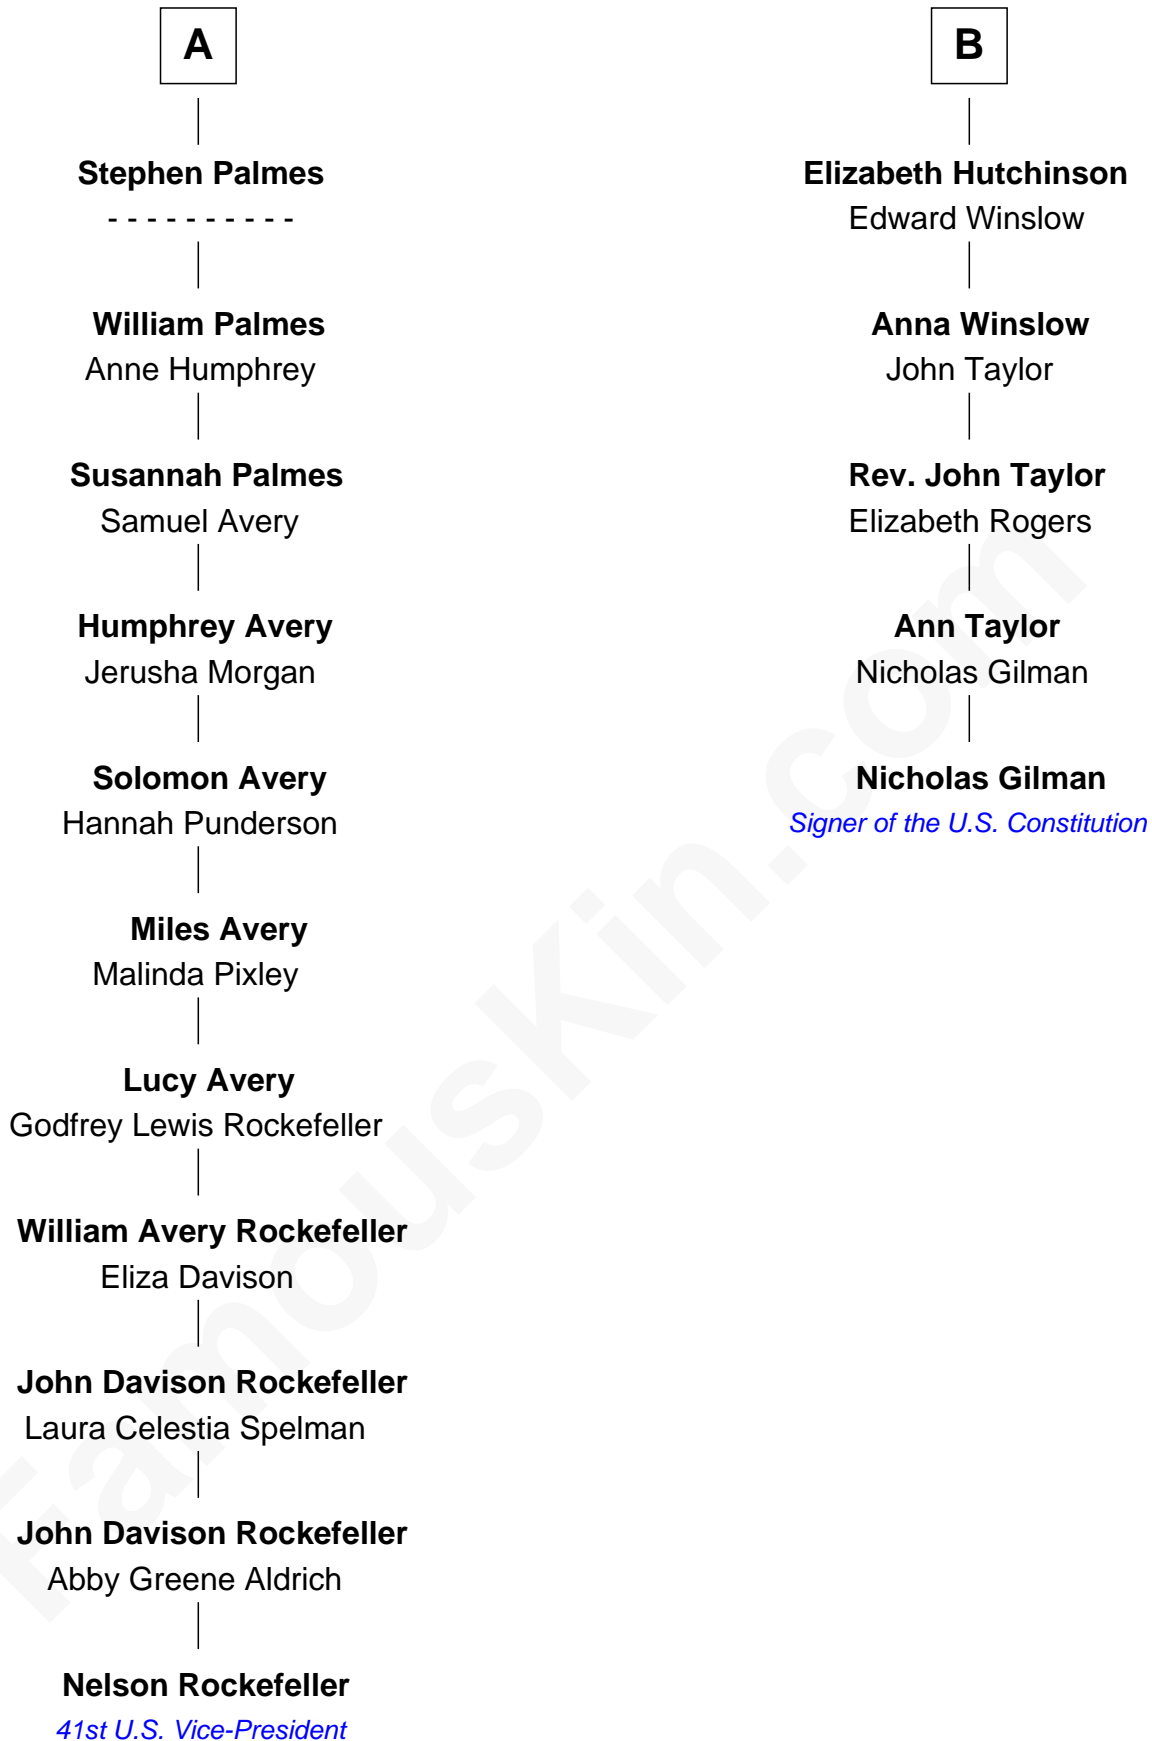 A
Stephen Palmes
- - - - - - - - - -
William Palmes
Anne Humphrey
Susannah Palmes
Samuel Avery
Humphrey Avery
Jerusha Morgan
Solomon Avery
Hannah Punderson
Miles Avery
Malinda Pixley
Lucy Avery
Godfrey Lewis Rockefeller
William Avery Rockefeller
Eliza Davison
John Davison Rockefeller
Laura Celestia Spelman
John Davison Rockefeller
Abby Greene Aldrich
Nelson Rockefeller
41st U.S. Vice-President
B
Elizabeth Hutchinson
Edward Winslow
Anna Winslow
John Taylor
Rev. John Taylor
Elizabeth Rogers
Ann Taylor
Nicholas Gilman
Nicholas Gilman
Signer of the U.S. Constitution
FamousKin.com